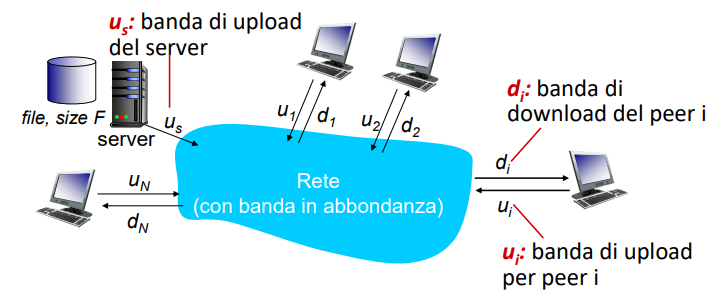 us: banda di upload
del server
file, size F
server
us
u1
d1
u2
d2
di: banda di
download del peer i
di
ui
Rete
(con banda in abbondanza)
uN
dN
ui: banda di upload
per peer i